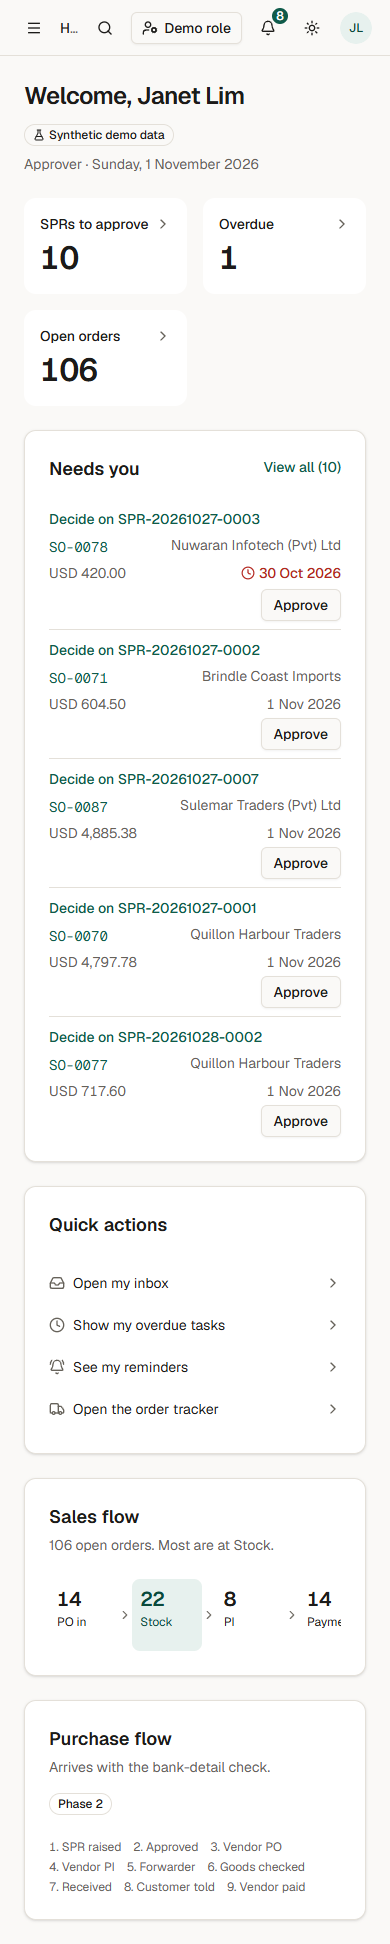 H...
Demo role
8
JL
Welcome, Janet Lim
Synthetic demo data
Approver · Sunday, 1 November 2026
SPRs to approve
10
Overdue
1
Open orders
106
Needs you
View all (10)
Decide on SPR-20261027-0003
SO-0078
Nuwaran Infotech (Pvt) Ltd
USD 420.00
30 Oct 2026
Approve
Decide on SPR-20261027-0002
SO-0071
Brindle Coast Imports
USD 604.50
1 Nov 2026
Approve
Decide on SPR-20261027-0007
SO-0087
Sulemar Traders (Pvt) Ltd
USD 4,885.38
1 Nov 2026
Approve
Decide on SPR-20261027-0001
SO-0070
Quillon Harbour Traders
USD 4,797.78
1 Nov 2026
Approve
Decide on SPR-20261028-0002
SO-0077
Quillon Harbour Traders
USD 717.60
1 Nov 2026
Approve
Quick actions
Open my inbox
Show my overdue tasks
See my reminders
Open the order tracker
Sales flow
106 open orders. Most are at Stock.
14
PO in
22
Stock
8
PI
14
Payme
Purchase flow
Arrives with the bank-detail check.
Phase 2
1. SPR raised 2. Approved 3. Vendor PO
4. Vendor PI 5. Forwarder 6. Goods checked
7. Received 8. Customer told 9. Vendor paid